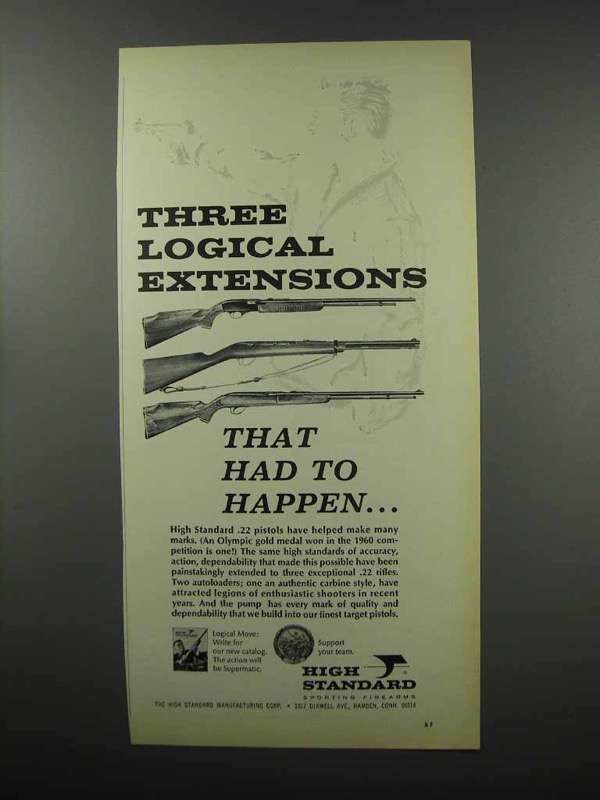 THREE
LOGICAL
EXTENSIONS
THAT
HAD TO
HAPPEN...
High Standard .22 pistols have helped make many
marks. (An Olympic gold medal won in the 1960 com-
petition is one!) The same high standards of accuracy,
action, dependability that made this possible have been
painstakingly extended to three exceptional .22 rifles.
Two autoloaders; one an authentic carbine style, have
attracted legions of enthusiastic shooters in recent
years. And the pump has every mark of quality and
dependability that we build into our finest target pistols.
Logical Move:
Write for
our new catalog.
The action will
be Supermatic.
Support
your team.
HIGH
STANDARD
®
SPORTING FIREARMS
THE HIGH STANDARD MANUFACTURING CORP. • DIXWELL AVE., HAMDEN, CONN.